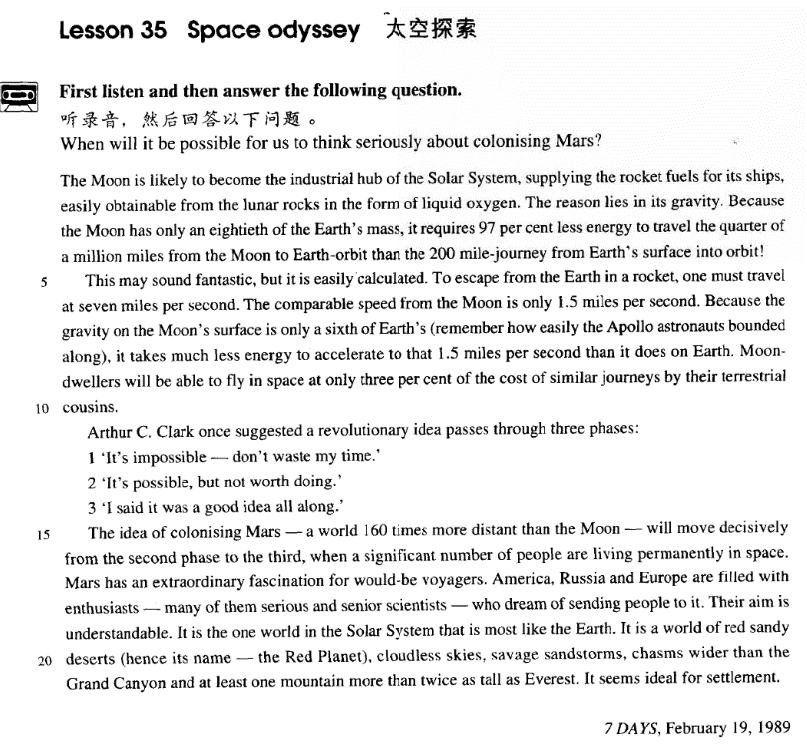 Lesson 35 Space odyssey 太空探索
First listen and then answer the following question.
听录音，然后回答以下问题。
When will it be possible for us to think seriously about colonising Mars?
The Moon is likely to become the industrial hub of the Solar System, supplying the rocket fuels for its ships,
easily obtainable from the lunar rocks in the form of liquid oxygen. The reason lies in its gravity. Because
the Moon has only an eightieth of the Earth's mass, it requires 97 per cent less energy to travel the quarter of
a million miles from the Moon to Earth-orbit than the 200 mile-journey from Earth's surface into orbit!
5 This may sound fantastic, but it is easily calculated. To escape from the Earth in a rocket, one must travel
at seven miles per second. The comparable speed from the Moon is only 1.5 miles per second. Because the
gravity on the Moon's surface is only a sixth of Earth's (remember how easily the Apollo astronauts bounded
along), it takes much less energy to accelerate to that 1.5 miles per second than it does on Earth. Moon-
dwellers will be able to fly in space at only three per cent of the cost of similar journeys by their terrestrial
10 cousins.
Arthur C. Clark once suggested a revolutionary idea passes through three phases:
1 'It's impossible — don't waste my time.'
2 'It's possible, but not worth doing.'
3 'I said it was a good idea all along.'
15 The idea of colonising Mars — a world 160 times more distant than the Moon — will move decisively
from the second phase to the third, when a significant number of people are living permanently in space.
Mars has an extraordinary fascination for would-be voyagers. America, Russia and Europe are filled with
enthusiasts — many of them serious and senior scientists — who dream of sending people to it. Their aim is
understandable. It is the one world in the Solar System that is most like the Earth. It is a world of red sandy
20 deserts (hence its name — the Red Planet), cloudless skies, savage sandstorms, chasms wider than the
Grand Canyon and at least one mountain more than twice as tall as Everest. It seems ideal for settlement.
7 DAYS, February 19, 1989